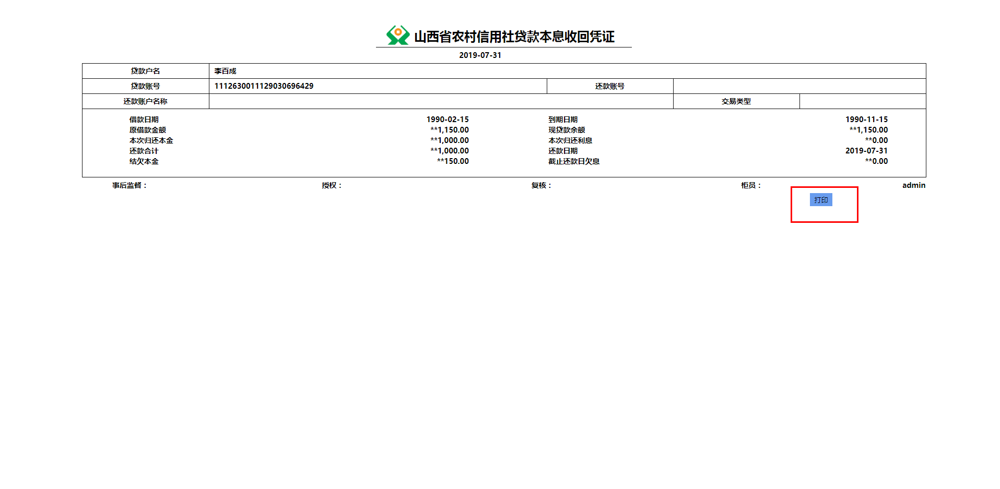 山西省农村信用社贷款本息收回凭证
2019-07-31
贷款户名 李百成
贷款账号 1112630011129030696429 还款账号
还款账户名称 交易类型
借款日期 1990-02-15 到期日期 1990-11-15
原借款金额 **1,150.00 现贷款余额 **1,150.00
本次归还本金 **1,000.00 本次归还利息 **0.00
还款合计 **1,000.00 还款日期 2019-07-31
结欠本金 **150.00 截止还款日欠息 **0.00
事后监督： 授权： 复核： 柜员： admin
打印